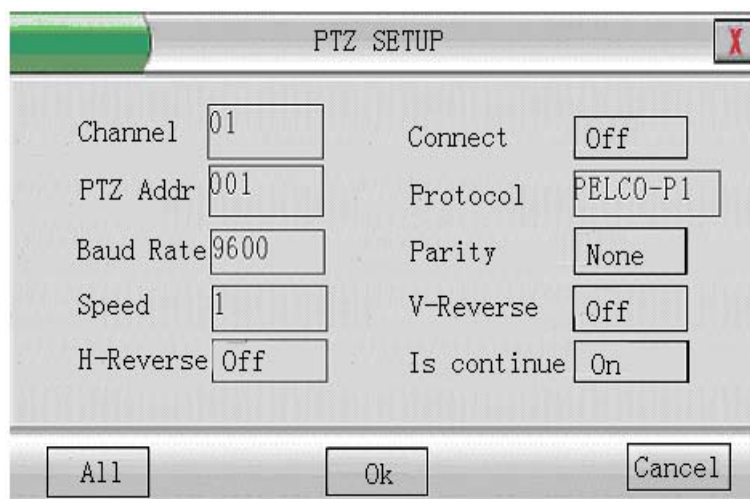 PTZ SETUP
X
Channel 01 Connect Off
PTZ Addr 001 Protocol PELCO-P1
Baud Rate 9600 Parity None
Speed 1 V-Reverse Off
H-Reverse Off Is continue On
All Ok Cancel